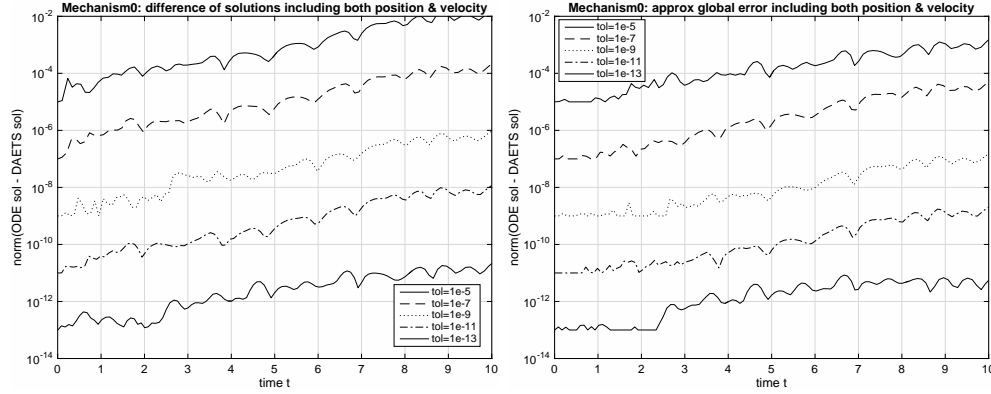 Mechanism0: difference of solutions including both position & velocity
norm(ODE sol - DAETS sol)
10^-2
10^-4
10^-6
10^-8
10^-10
10^-12
10^-14
0 1 2 3 4 5 6 7 8 9 10
time t
tol=1e-5
tol=1e-7
tol=1e-9
tol=1e-11
tol=1e-13
Mechanism0: approx global error including both position & velocity
norm(ODE sol - DAETS sol)
10^-2
10^-4
10^-6
10^-8
10^-10
10^-12
10^-14
0 1 2 3 4 5 6 7 8 9 10
time t
tol=1e-5
tol=1e-7
tol=1e-9
tol=1e-11
tol=1e-13